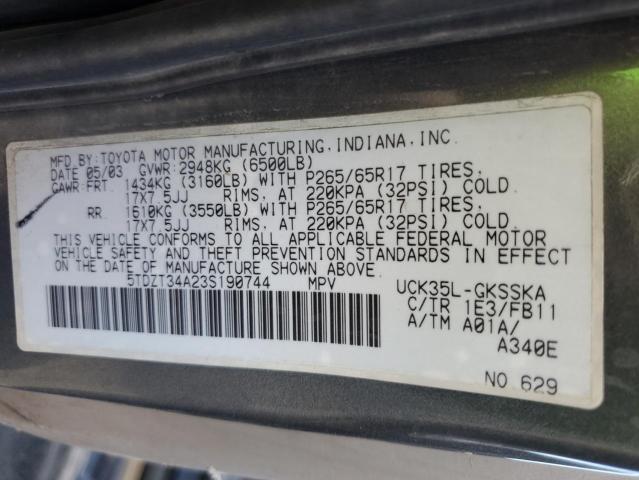 MFD.BY:TOYOTA MOTOR MANUFACTURING,INDIANA,INC.
DATE 05/03 GVWR:2948KG (6500LB)
GAWR:FRT. 1434KG (3160LB) WITH P265/65R17 TIRES,
17X7.5JJ RIMS, AT 220KPA (32PSI) COLD.
RR. 1610KG (3550LB) WITH P265/65R17 TIRES,
17X7.5JJ RIMS, AT 220KPA (32PSI) COLD.
THIS VEHICLE CONFORMS TO ALL APPLICABLE FEDERAL MOTOR
VEHICLE SAFETY, BUMPER, AND THEFT PREVENTION STANDARDS IN EFFECT
ON THE DATE OF MANUFACTURE SHOWN ABOVE.
5TDZT34A23S190744 MPV
UCK35L-GKSSKA
C/TR 1E3/FB11
A/TM A01A/
A340E
NO.629